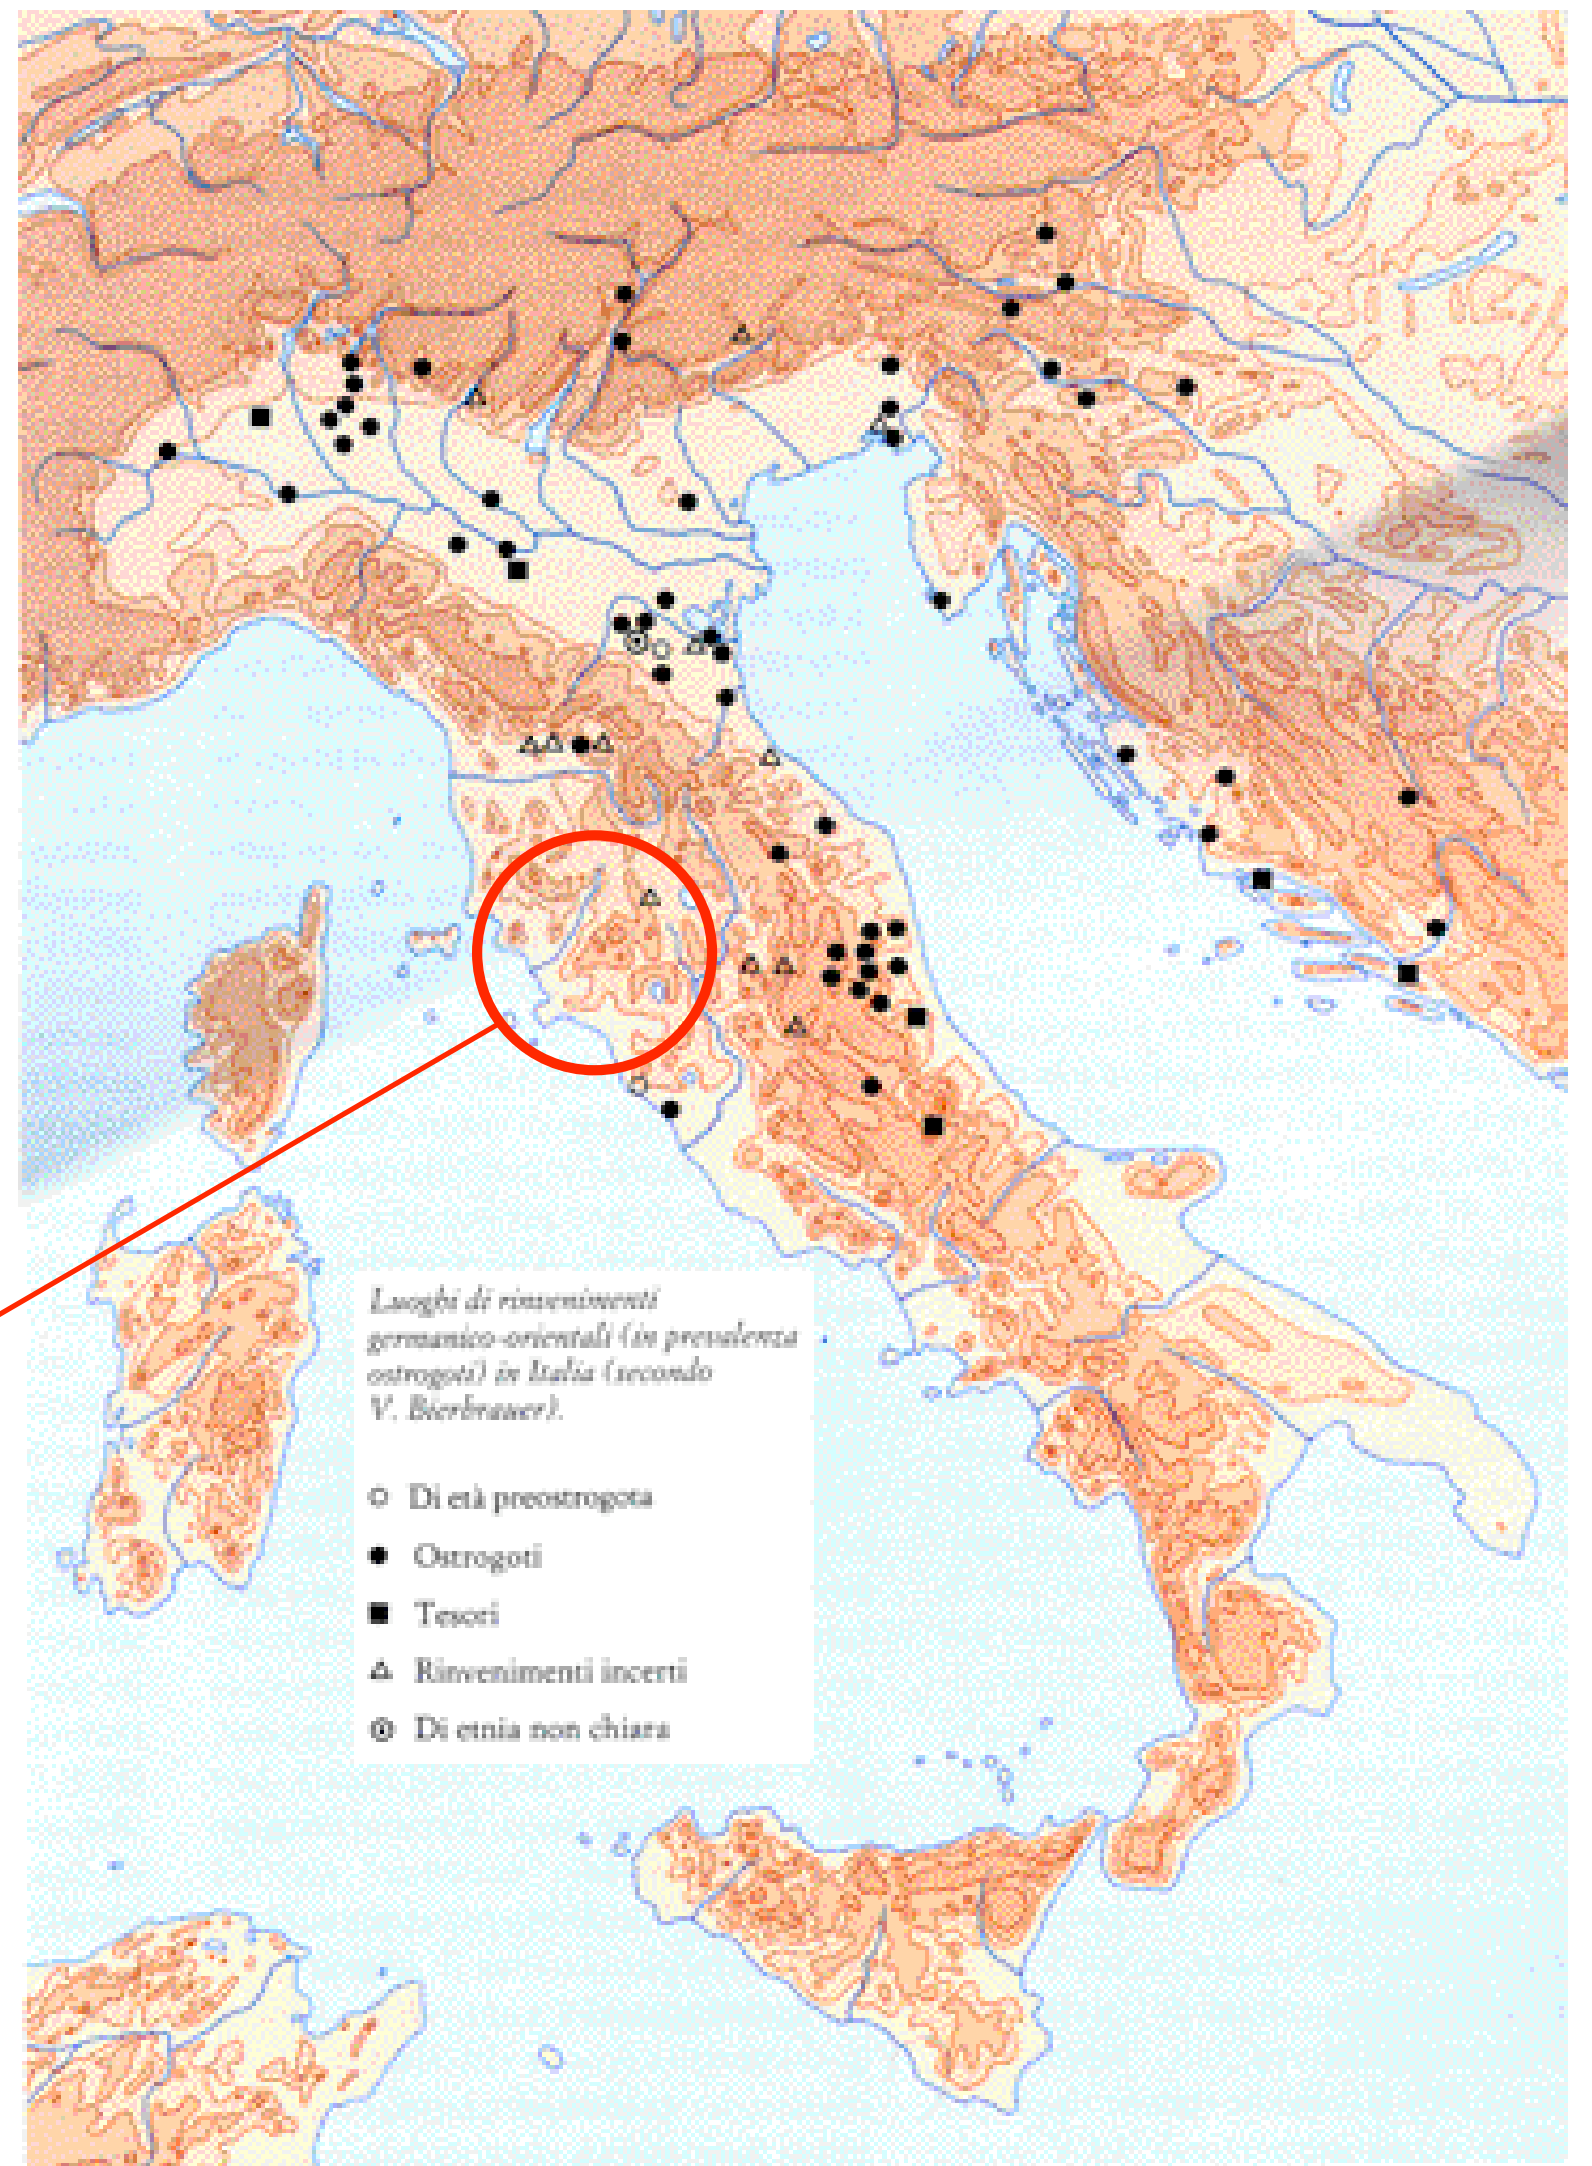 Luoghi di rinvenimenti
germanico-orientali (in prevalenza
ostrogoti) in Italia (secondo
V. Bierbrauer).
Di età preostrogota
Ostrogoti
Tesori
Rinvenimenti incerti
Di etnia non chiara